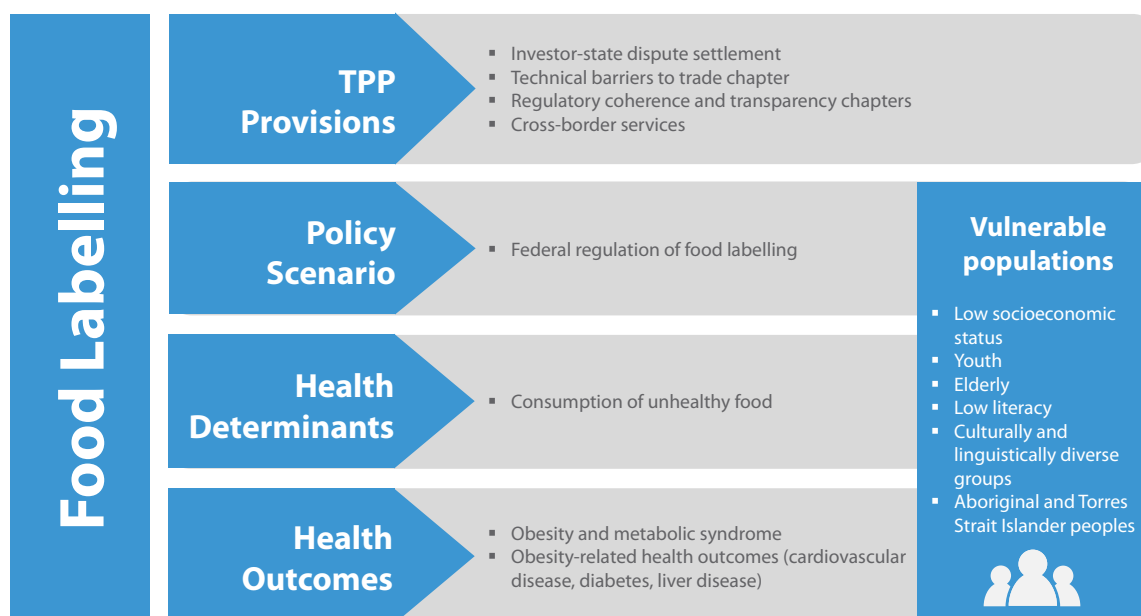 Food Labelling
TPP
Provisions
▪ Investor-state dispute settlement
▪ Technical barriers to trade chapter
▪ Regulatory coherence and transparency chapters
▪ Cross-border services
Policy
Scenario
▪ Federal regulation of food labelling
Health
Determinants
▪ Consumption of unhealthy food
Health
Outcomes
▪ Obesity and metabolic syndrome
▪ Obesity-related health outcomes (cardiovascular
disease, diabetes, liver disease)
Vulnerable
populations
▪ Low socioeconomic
status
▪ Youth
▪ Elderly
▪ Low literacy
▪ Culturally and
linguistically diverse
groups
▪ Aboriginal and Torres
Strait Islander peoples